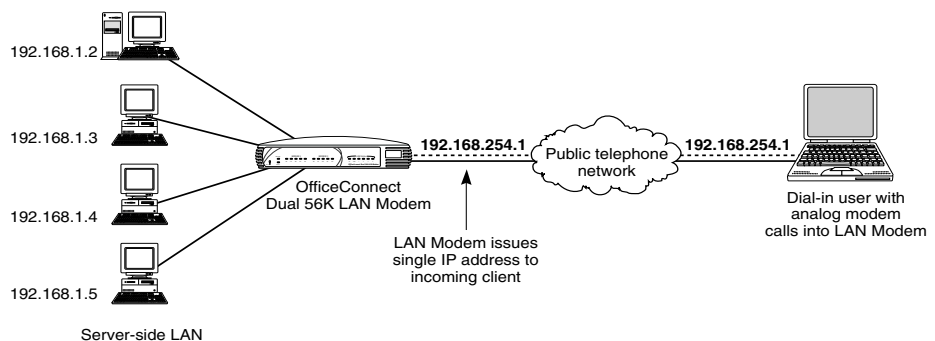 192.168.1.2
192.168.1.3
192.168.1.4
192.168.1.5
Server-side LAN
OfficeConnect
Dual 56K LAN Modem
192.168.254.1
LAN Modem issues
single IP address to
incoming client
Public telephone
network
192.168.254.1
Dial-in user with
analog modem
calls into LAN Modem